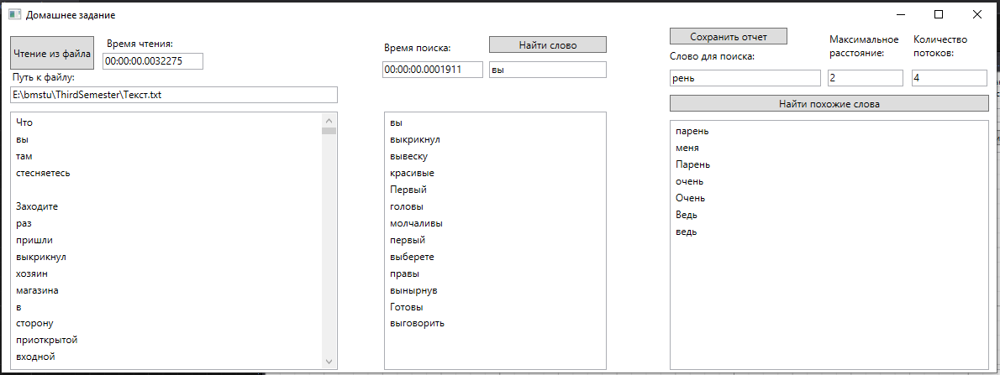 Домашнее задание
Чтение из файла
Время чтения:
00:00:00.0032275
Путь к файлу:
E:\bmstu\ThirdSemester\Текст.txt
Что
вы
там
стесняетесь
Заходите
раз
пришли
выкрикнул
хозяин
магазина
в
сторону
приоткрытой
входной
Время поиска:
Найти слово
00:00:00.0001911
вы
вы
выкрикнул
вывеску
красивые
Первый
головы
молчаливы
первый
выберете
правы
вынырнув
Готовы
выговорить
Сохранить отчет
Слово для поиска:
Максимальное
расстояние:
Количество
потоков:
рень
2
4
Найти похожие слова
парень
меня
Парень
очень
Очень
Ведь
ведь